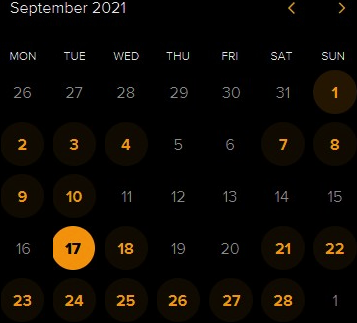 September 2021
MON TUE WED THU FRI SAT SUN
26 27 28 29 30 31 1
2 3 4 5 6 7 8
9 10 11 12 13 14 15
16 17 18 19 20 21 22
23 24 25 26 27 28 1